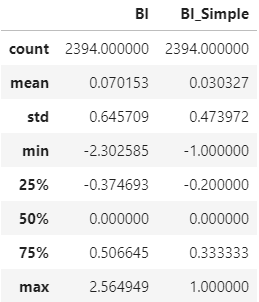 BI BI_Simple
count 2394.000000 2394.000000
mean 0.070153 0.030327
std 0.645709 0.473972
min -2.302585 -1.000000
25% -0.374693 -0.200000
50% 0.000000 0.000000
75% 0.506645 0.333333
max 2.564949 1.000000